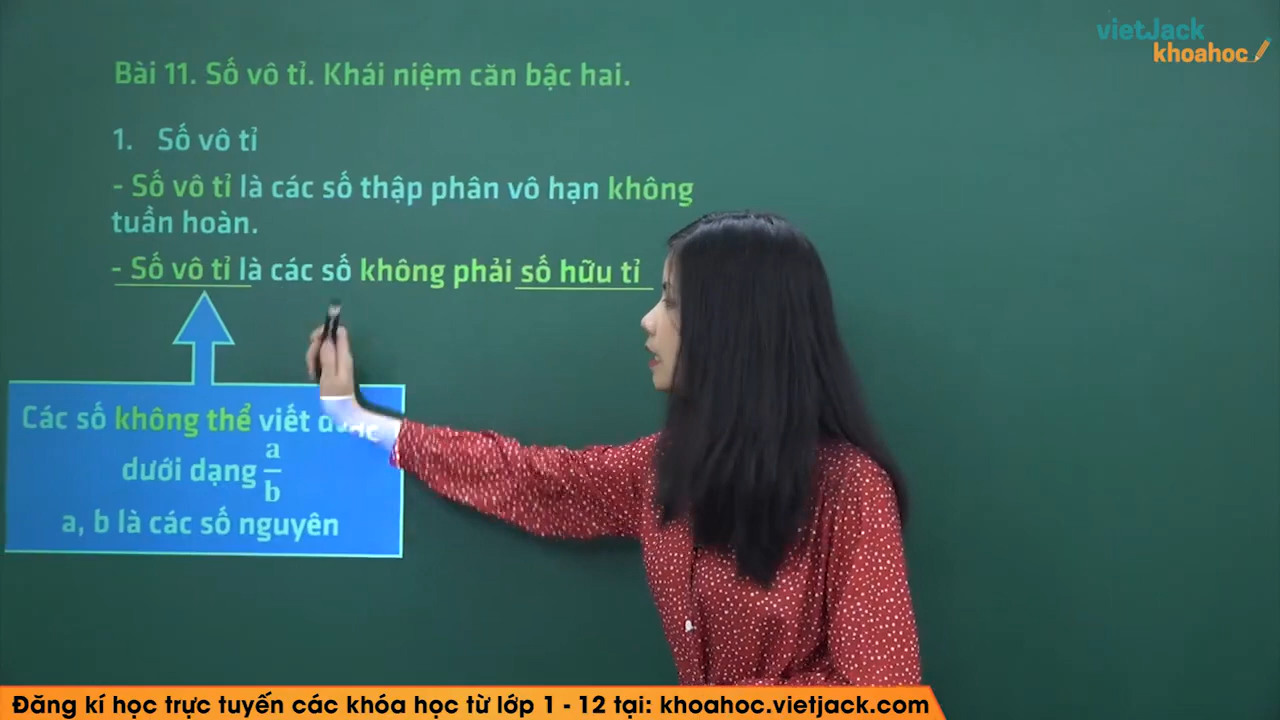 vietJack
khoahoc
Bài 11. Số vô tỉ. Khái niệm căn bậc hai.
1. Số vô tỉ
- Số vô tỉ là các số thập phân vô hạn không
tuần hoàn.
- Số vô tỉ là các số không phải số hữu tỉ
Các số không thể viết
dưới dạng a/b
a, b là các số nguyên
Đăng kí học trực tuyến các khóa học từ lớp 1 - 12 tại: khoahoc.vietjack.com